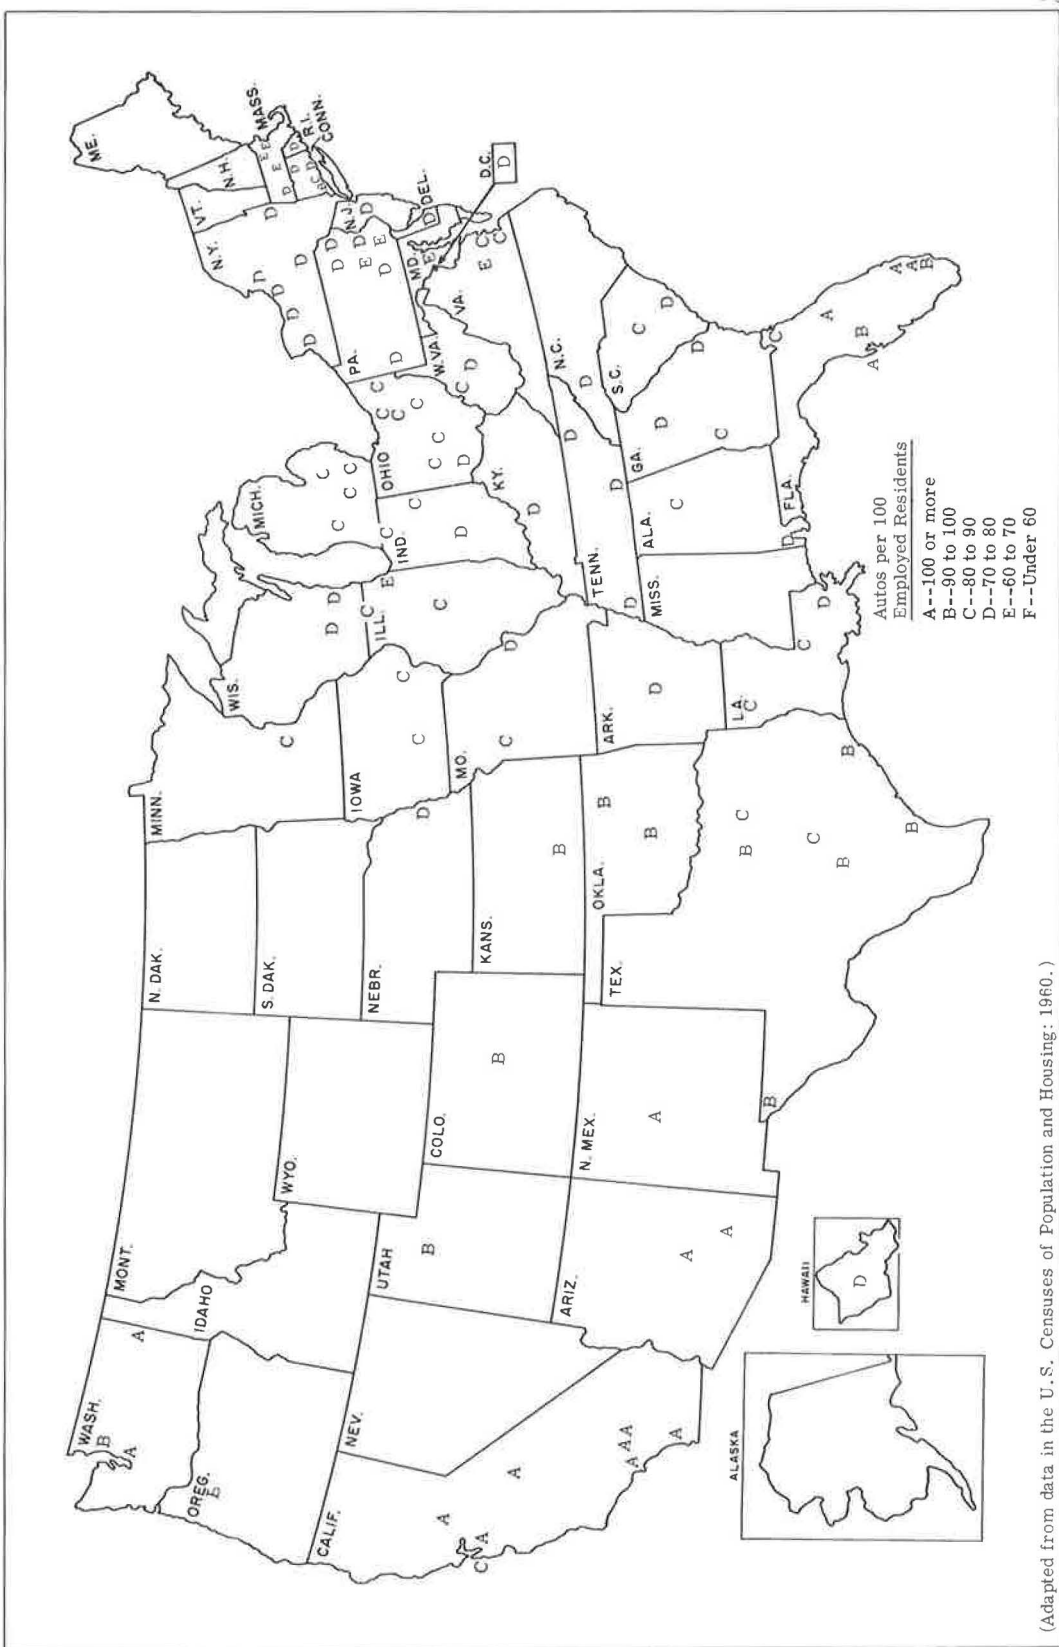 WASH.
B
A
A
MONT.
N. DAK.
MINN.
C
WIS.
D
D
MICH.
C
C
C
C
ME.
VT.
N.H.
MASS.
E
E
E
D
R.I.
D
CONN.
D
D
C
B
N.Y.
D
D
D
D
D
D
OREG.
B
IDAHO
WYO.
S. DAK.
IOWA
C
C
ILL.
C
E
C
IND.
C
C
D
OHIO
C
C
C
C
C
C
D
PA.
D
D
D
D
E
E
D
D
N.J.
D
DEL.
D
MD.
E
D.C.
D
NEV.
UTAH
B
COLO.
B
NEBR.
D
KANS.
B
MO.
C
D
KY.
D
W.VA.
C
D
VA.
E
C
C
CALIF.
A
C
A
A
A
A
A
A
ARIZ.
A
A
N. MEX.
A
OKLA.
B
B
ARK.
D
TENN.
D
D
D
N.C.
D
S.C.
C
D
TEX.
B
B
C
C
B
B
B
LA.
C
C
D
MISS.
ALA.
C
D
GA.
D
C
D
FLA.
C
A
B
A
A
A
B
ALASKA
HAWAII
D
Autos per 100
Employed Residents
A--100 or more
B--90 to 100
C--80 to 90
D--70 to 80
E--60 to 70
F--Under 60
(Adapted from data in the U.S. Censuses of Population and Housing: 1960.)